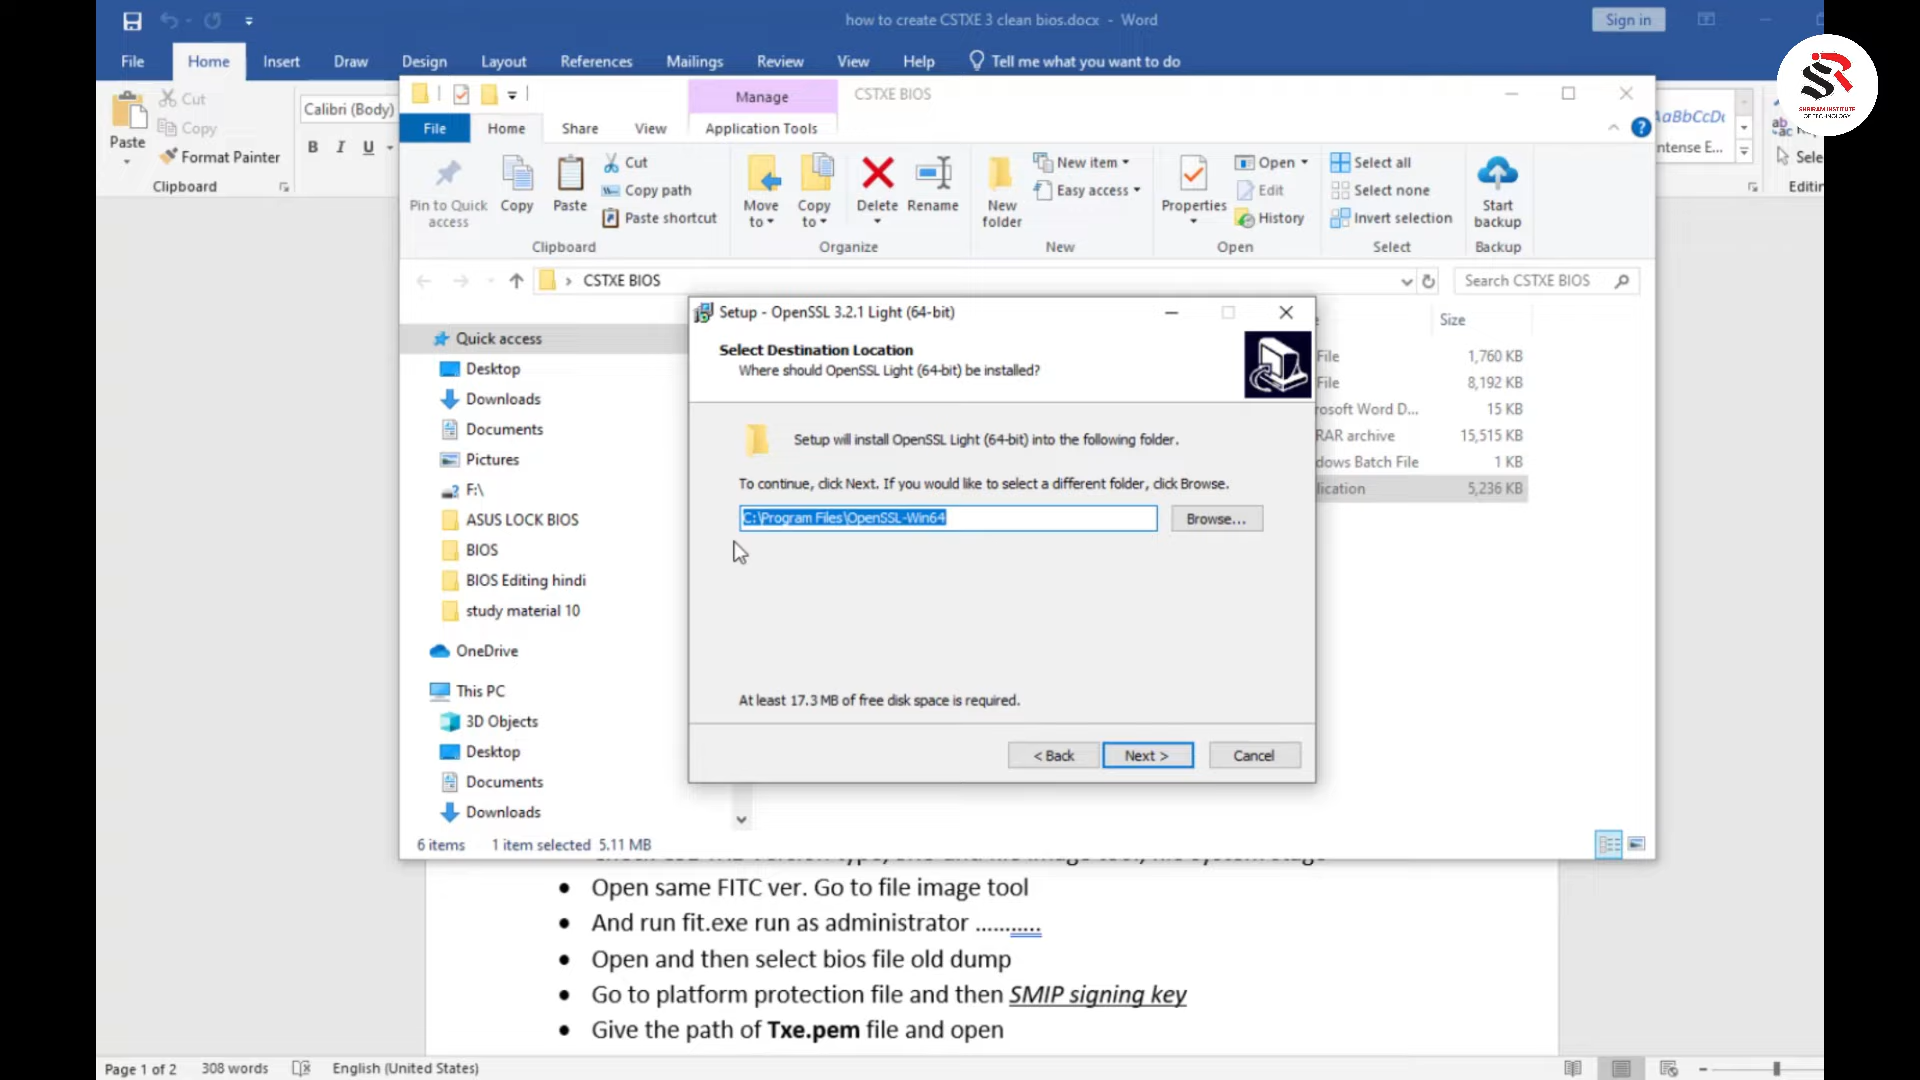 how to create CSTXE 3 clean bios.docx - Word
Sign in
File
Home
Insert
Draw
Design
Layout
References
Mailings
Review
View
Help
Tell me what you want to do
SHRIRAM INSTITUTE
OF TECHNOLOGY
Paste
Cut
Copy
Format Painter
Clipboard
Calibri (Body)
B I U
Manage
CSTXE BIOS
File
Home
Share
View
Application Tools
Pin to Quick access
Copy
Paste
Cut
Copy path
Paste shortcut
Clipboard
Move to
Copy to
Delete
Rename
Organize
New folder
New item
Easy access
New
Properties
Open
Edit
History
Open
Select all
Select none
Invert selection
Select
Start backup
Backup
AaBbCcD
ntense E...
Sele
Editin
CSTXE BIOS
Search CSTXE BIOS
Quick access
Desktop
Downloads
Documents
Pictures
F:\
ASUS LOCK BIOS
BIOS
BIOS Editing hindi
study material 10
OneDrive
This PC
3D Objects
Desktop
Documents
Downloads
Size
File 1,760 KB
File 8,192 KB
rosoft Word D... 15 KB
RAR archive 15,515 KB
dows Batch File 1 KB
lication 5,236 KB
Setup - OpenSSL 3.2.1 Light (64-bit)
Select Destination Location
Where should OpenSSL Light (64-bit) be installed?
Setup will install OpenSSL Light (64-bit) into the following folder.
To continue, click Next. If you would like to select a different folder, click Browse.
C:\Program Files\OpenSSL-Win64
Browse...
At least 17.3 MB of free disk space is required.
< Back
Next >
Cancel
6 items
1 item selected 5.11 MB
• Open same FITC ver. Go to file image tool
• And run fit.exe run as administrator ...........
• Open and then select bios file old dump
• Go to platform protection file and then SMIP signing key
• Give the path of Txe.pem file and open
Page 1 of 2
308 words
English (United States)